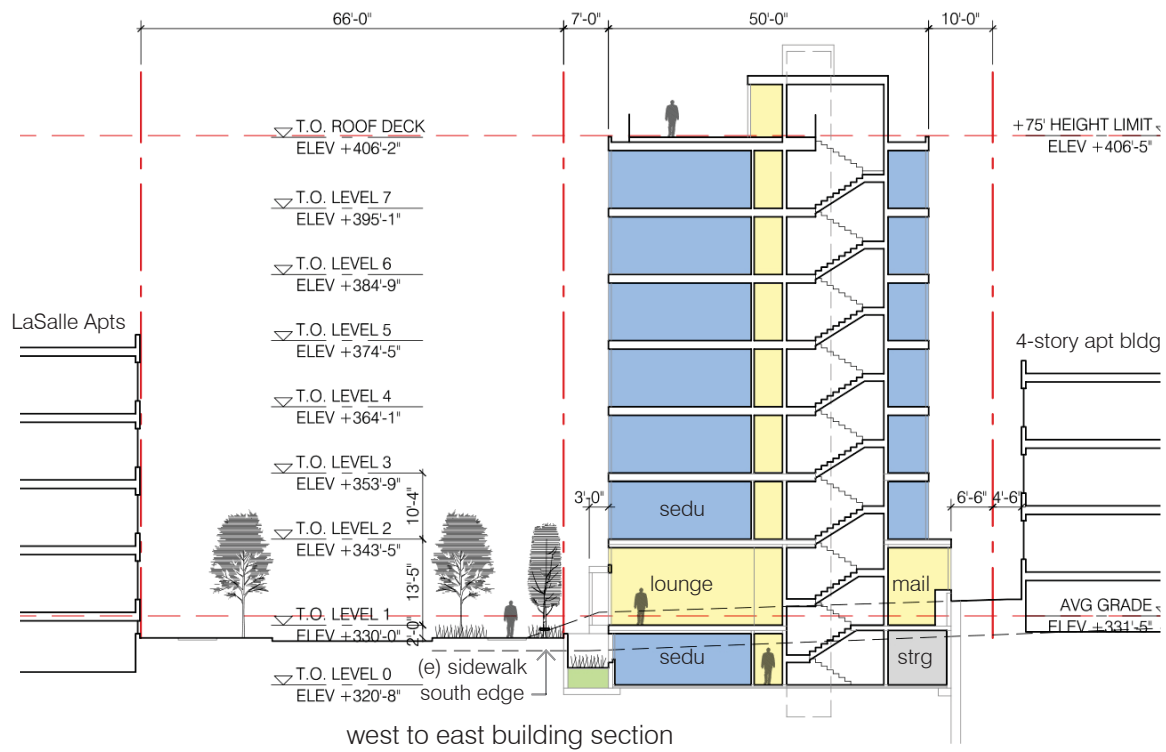 66'-0" 7'-0" 50'-0" 10'-0"
T.O. ROOF DECK
ELEV +406'-2"
+75' HEIGHT LIMIT
ELEV +406'-5"
T.O. LEVEL 7
ELEV +395'-1"
T.O. LEVEL 6
ELEV +384'-9"
LaSalle Apts
T.O. LEVEL 5
ELEV +374'-5"
4-story apt bldg
T.O. LEVEL 4
ELEV +364'-1"
T.O. LEVEL 3
ELEV +353'-9"
10'-4"
3'-0"
sedu
6'-6" 4'-6"
T.O. LEVEL 2
ELEV +343'-5"
13'-5"
lounge
mail
T.O. LEVEL 1
ELEV +330'-0"
2'-0"
AVG GRADE
ELEV +331'-5"
(e) sidewalk
south edge
sedu
strg
T.O. LEVEL 0
ELEV +320'-8"
west to east building section